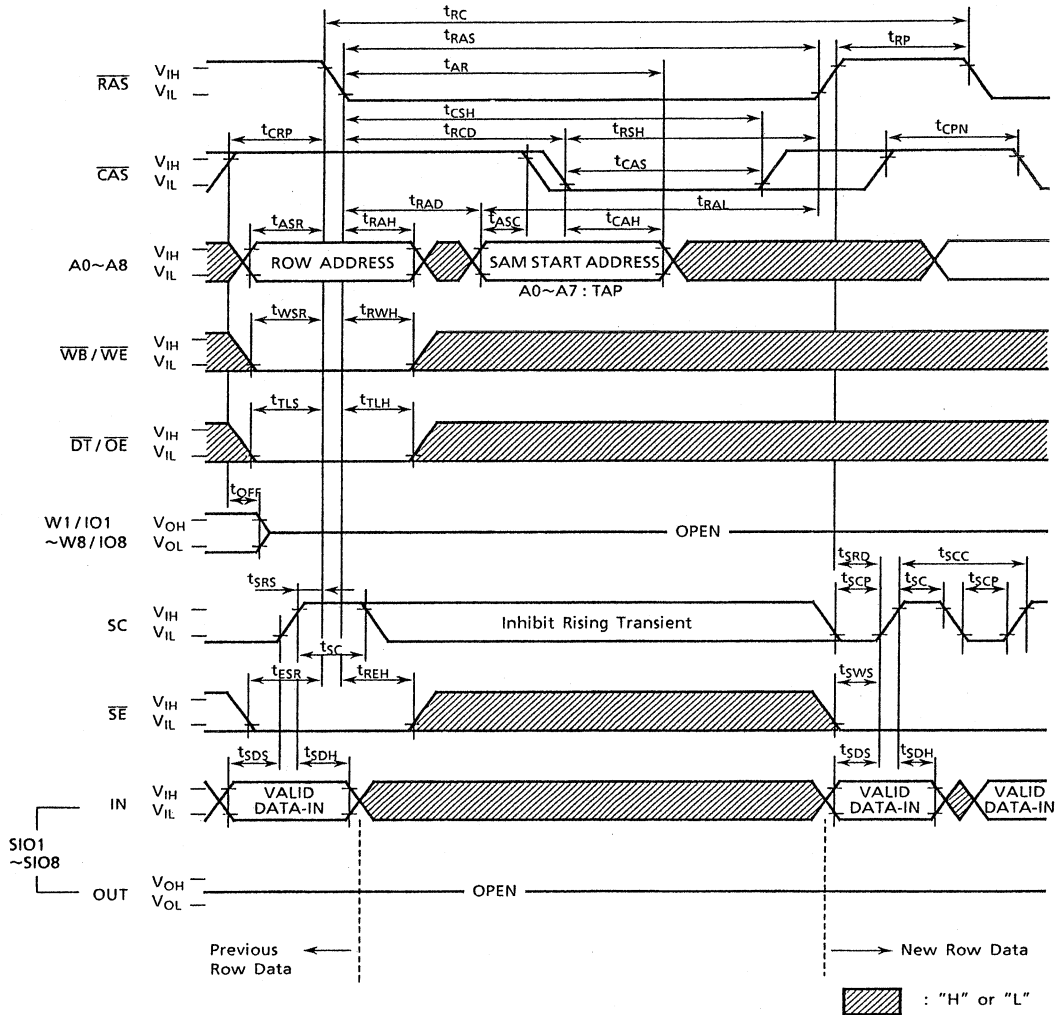 tRC
tRAS
tRP
tAR
RAS
VIH
VIL
tCSH
tCRP
tRCD
tRSH
tCPN
CAS
VIH
VIL
tCAS
tRAD
tRAL
tASR
tRAH
tASC
tCAH
A0~A8
VIH
VIL
ROW ADDRESS
SAM START ADDRESS
A0~A7 : TAP
tWSR
tRWH
WB / WE
VIH
VIL
tTLS
tTLH
DT / OE
VIH
VIL
tOFF
W1 / IO1
~W8 / IO8
VOH
VOL
OPEN
tSRD
tSCC
tSRS
tSCP
tSC
tSCP
SC
VIH
VIL
Inhibit Rising Transient
tSC
tESR
tREH
tSWS
SE
VIH
VIL
tSDS
tSDH
tSDS
tSDH
IN
VIH
VIL
VALID
DATA-IN
VALID
DATA-IN
VALID
DATA-IN
SIO1
~SIO8
OUT
VOH
VOL
OPEN
Previous
Row Data
New Row Data
: "H" or "L"